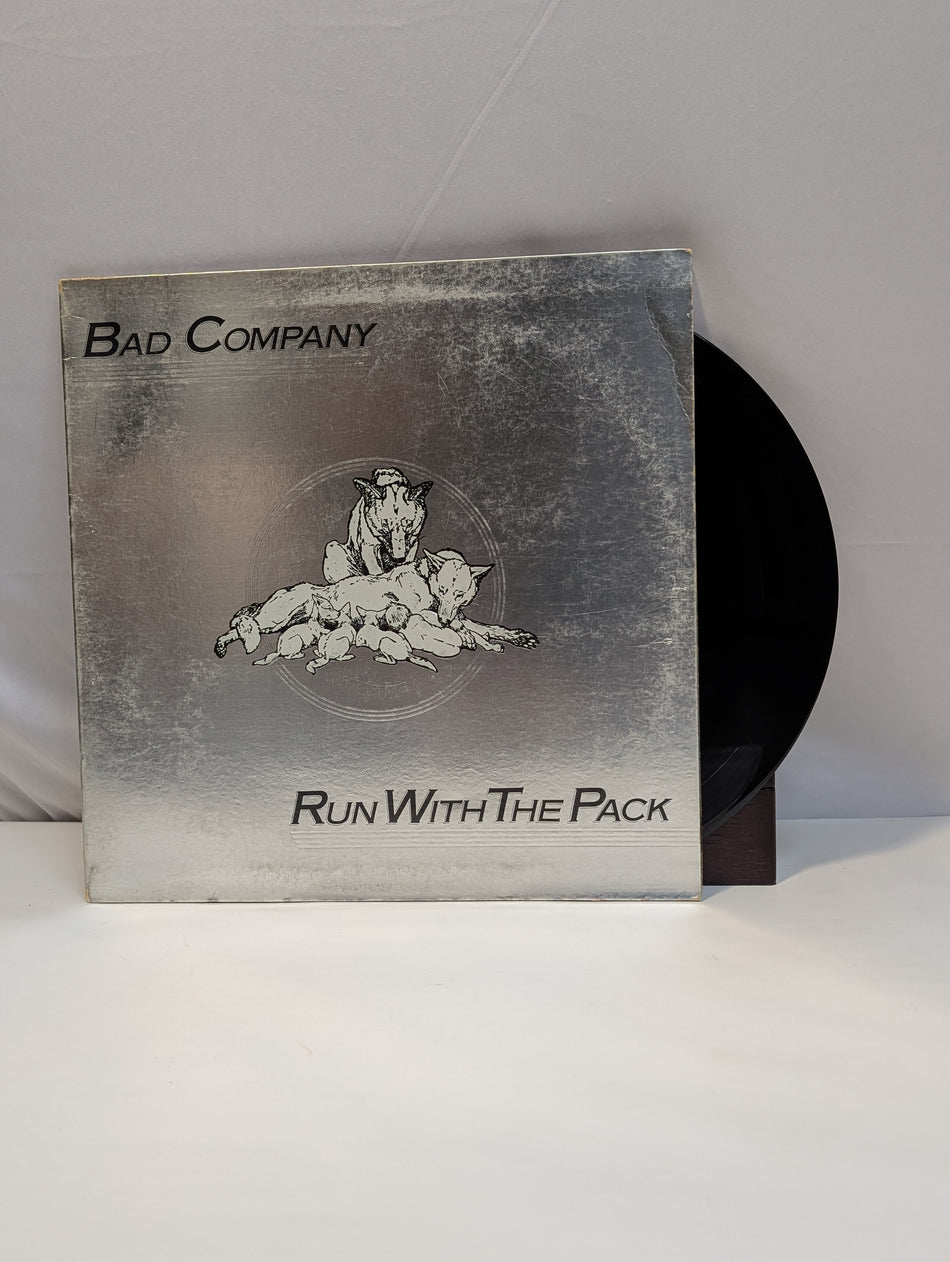 Bad Company
Run With The Pack